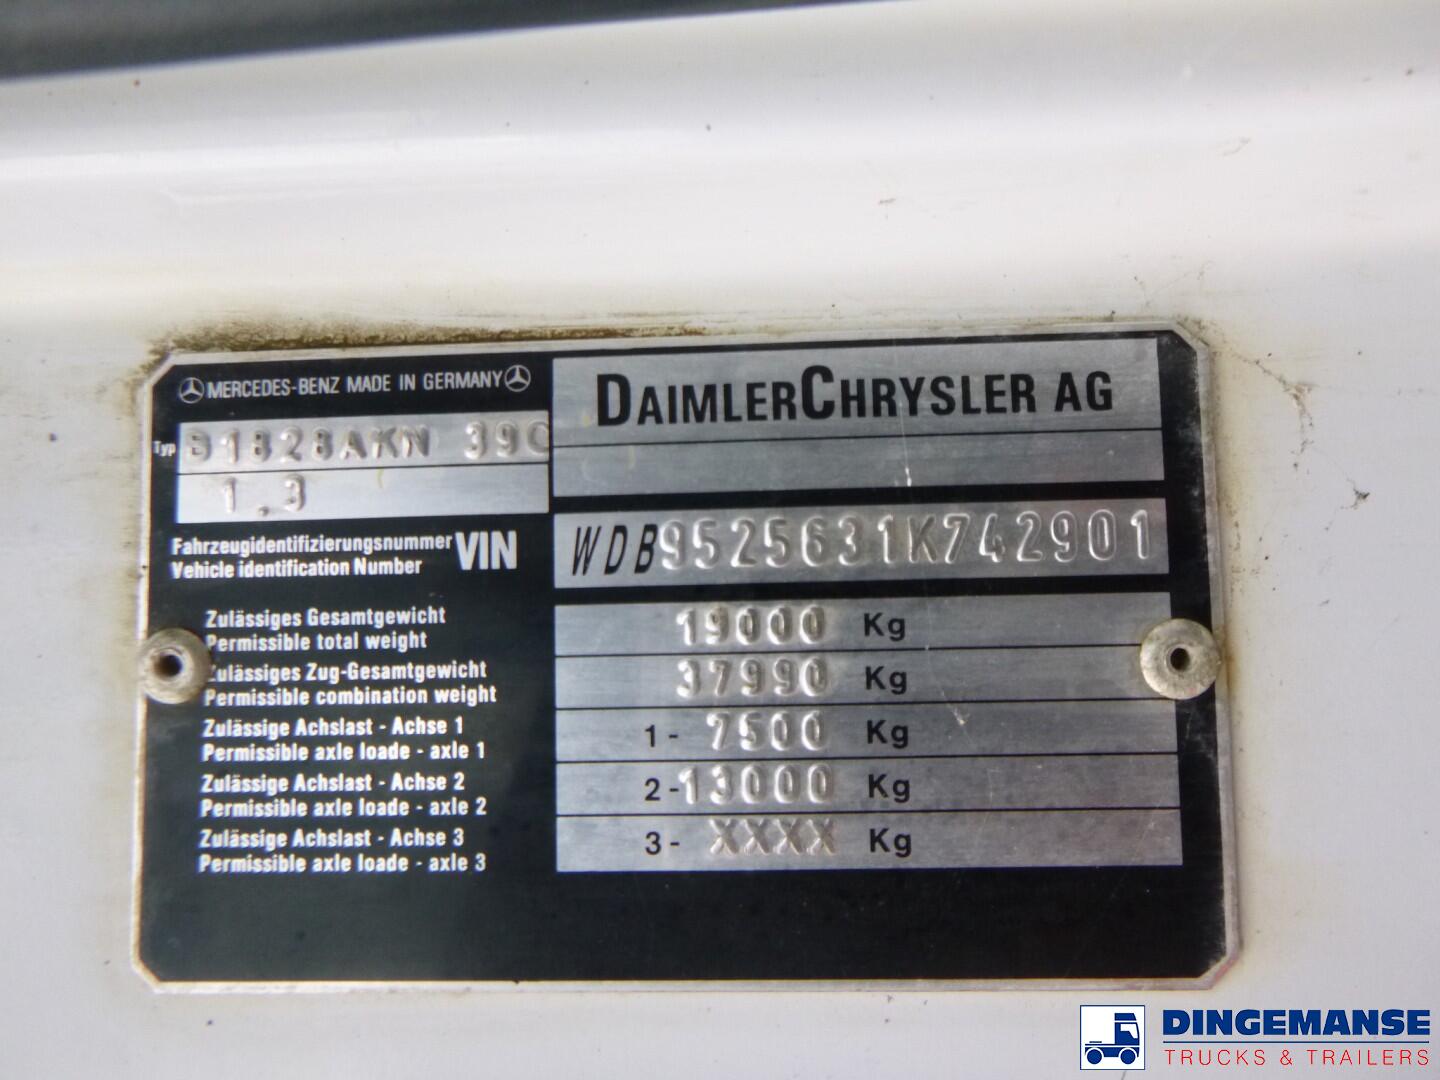 MERCEDES-BENZ MADE IN GERMANY
DAIMLERCHRYSLER AG
Typ B1828AKN 39C
1.3
Fahrzeugidentifizierungsnummer
Vehicle identification Number
VIN
WDB9525631K742901
Zulässiges Gesamtgewicht
Permissible total weight
19000 Kg
Zulässiges Zug-Gesamtgewicht
Permissible combination weight
37990 Kg
Zulässige Achslast - Achse 1
Permissible axle loade - axle 1
1- 7500 Kg
Zulässige Achslast - Achse 2
Permissible axle loade - axle 2
2-13000 Kg
Zulässige Achslast - Achse 3
Permissible axle loade - axle 3
3- XXXX Kg
DINGEMANSE
TRUCKS & TRAILERS